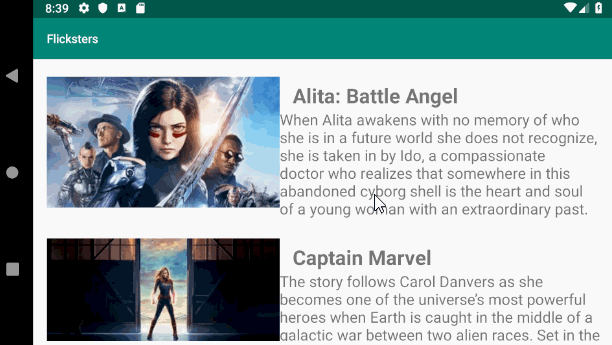 8:39
Flicksters
Alita: Battle Angel
When Alita awakens with no memory of who
she is in a future world she does not recognize,
she is taken in by Ido, a compassionate
doctor who realizes that somewhere in this
abandoned cyborg shell is the heart and soul
of a young woman with an extraordinary past.
Captain Marvel
The story follows Carol Danvers as she
becomes one of the universe's most powerful
heroes when Earth is caught in the middle of a
galactic war between two alien races. Set in the